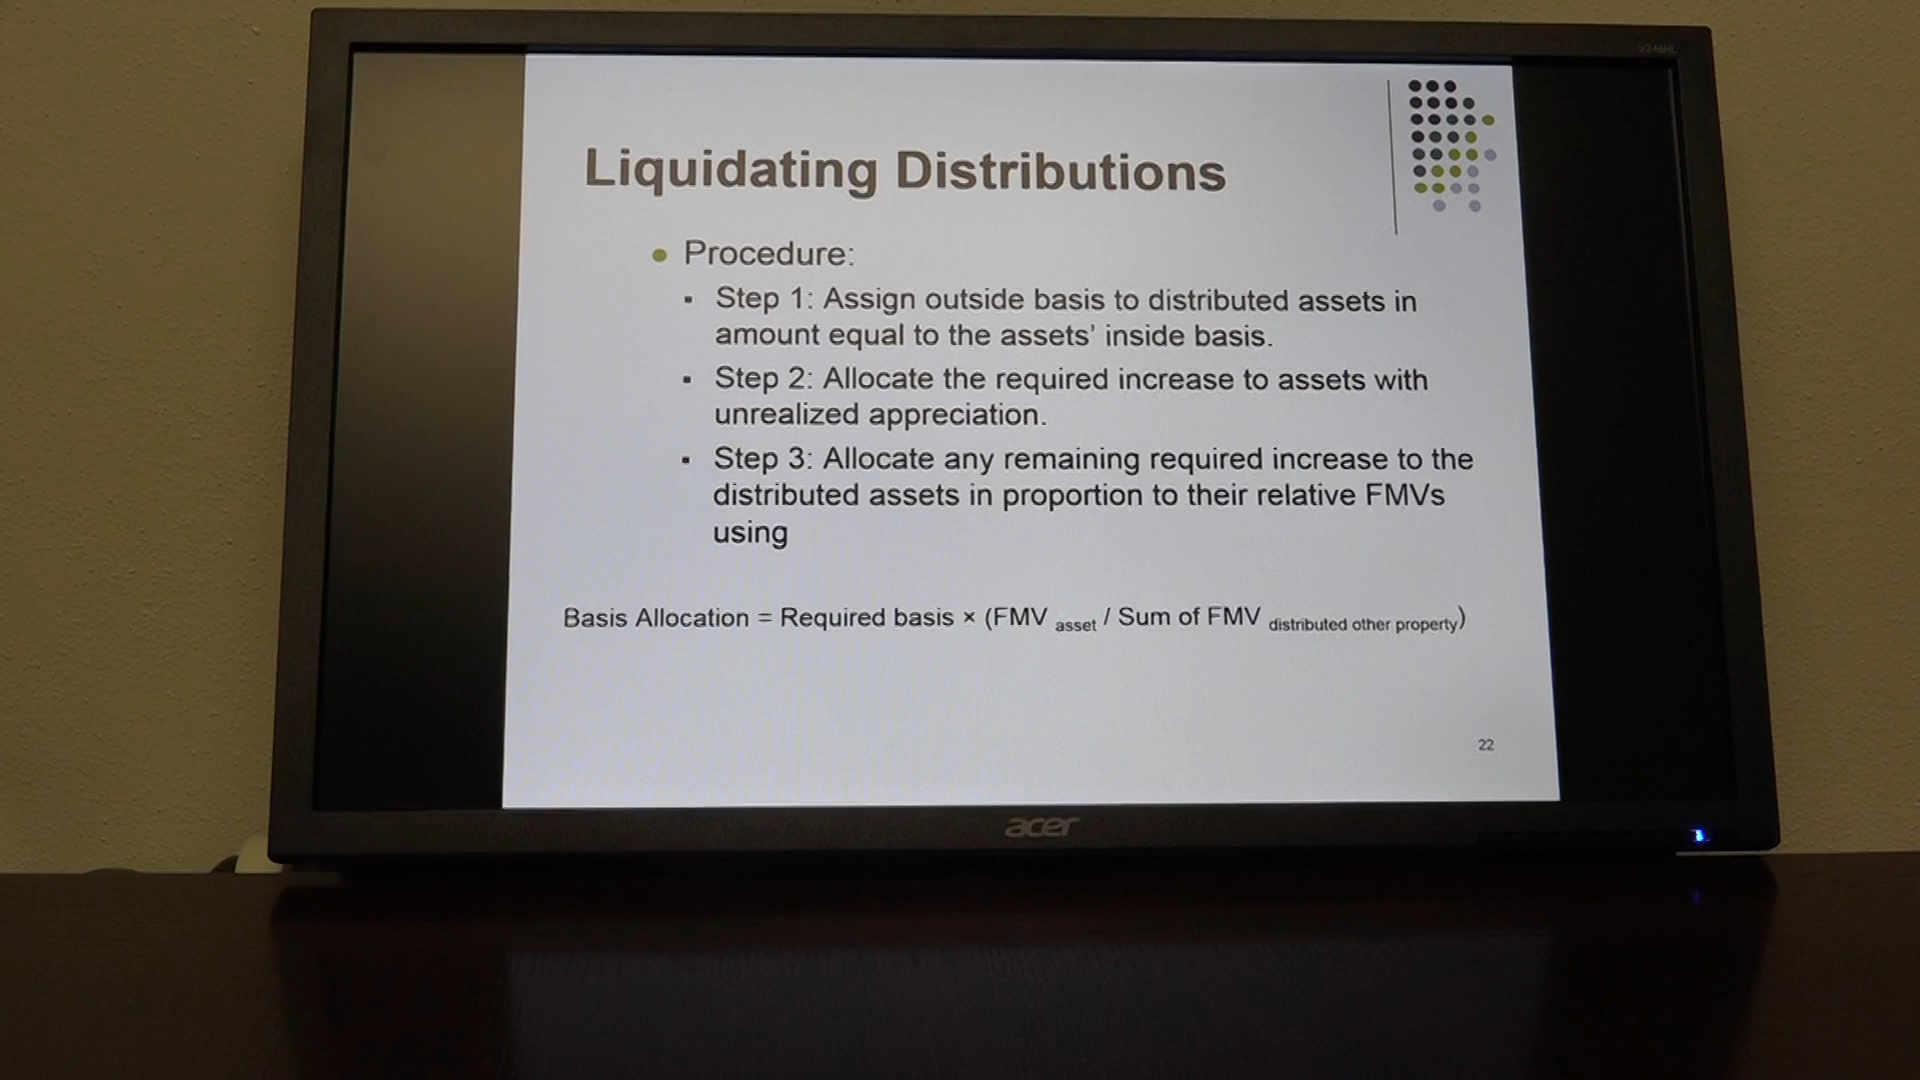 V246HL
Liquidating Distributions
• Procedure:
▪ Step 1: Assign outside basis to distributed assets in
amount equal to the assets' inside basis.
▪ Step 2: Allocate the required increase to assets with
unrealized appreciation.
▪ Step 3: Allocate any remaining required increase to the
distributed assets in proportion to their relative FMVs
using
Basis Allocation = Required basis × (FMV asset / Sum of FMV distributed other property)
22
acer